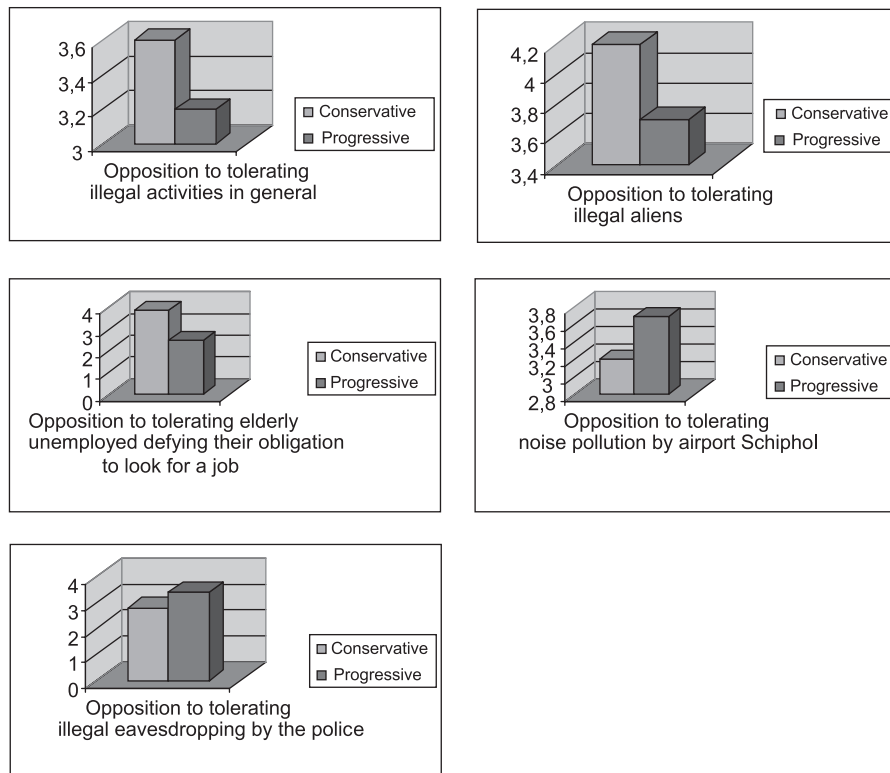 3,6
3,4
3,2
3
Conservative
Progressive
Opposition to tolerating
illegal activities in general
4,2
4
3,8
3,6
3,4
Conservative
Progressive
Opposition to tolerating
illegal aliens
4
3
2
1
0
Conservative
Progressive
Opposition to tolerating elderly
unemployed defying their obligation
to look for a job
3,8
3,6
3,4
3,2
3
2,8
Conservative
Progressive
Opposition to tolerating
noise pollution by airport Schiphol
4
3
2
1
0
Conservative
Progressive
Opposition to tolerating
illegal eavesdropping by the police